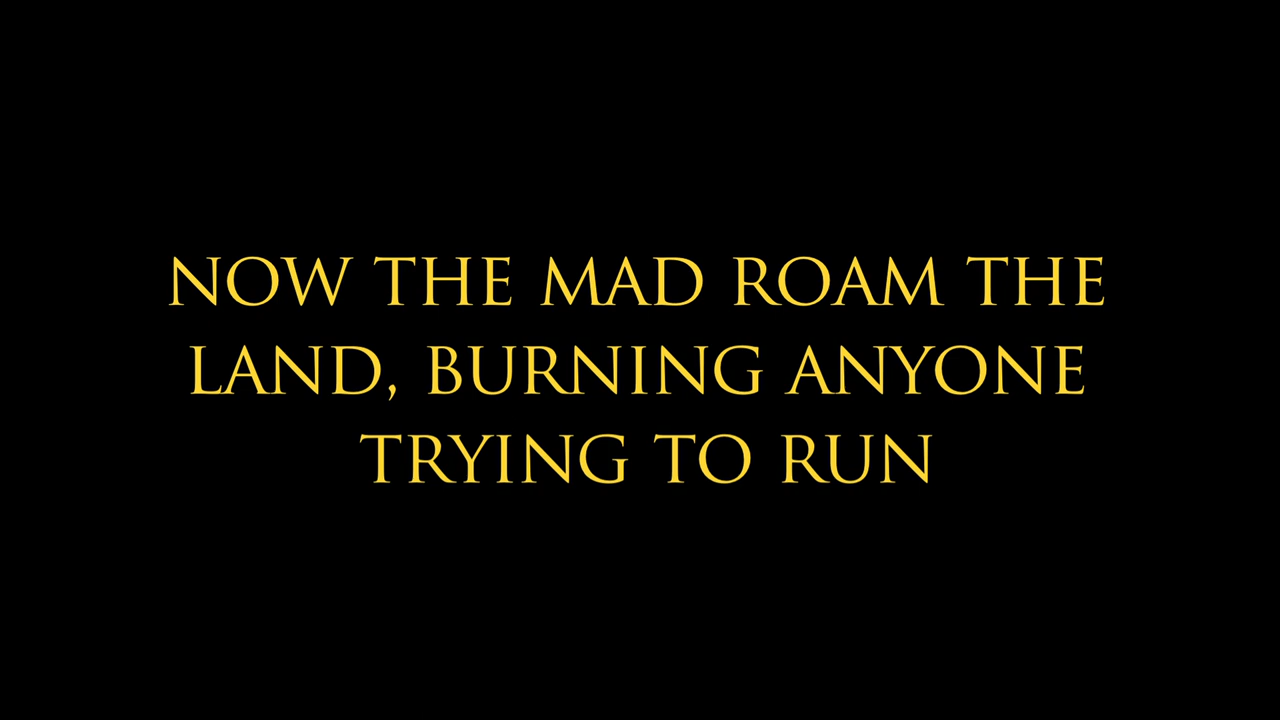 NOW THE MAD ROAM THE
LAND, BURNING ANYONE
TRYING TO RUN